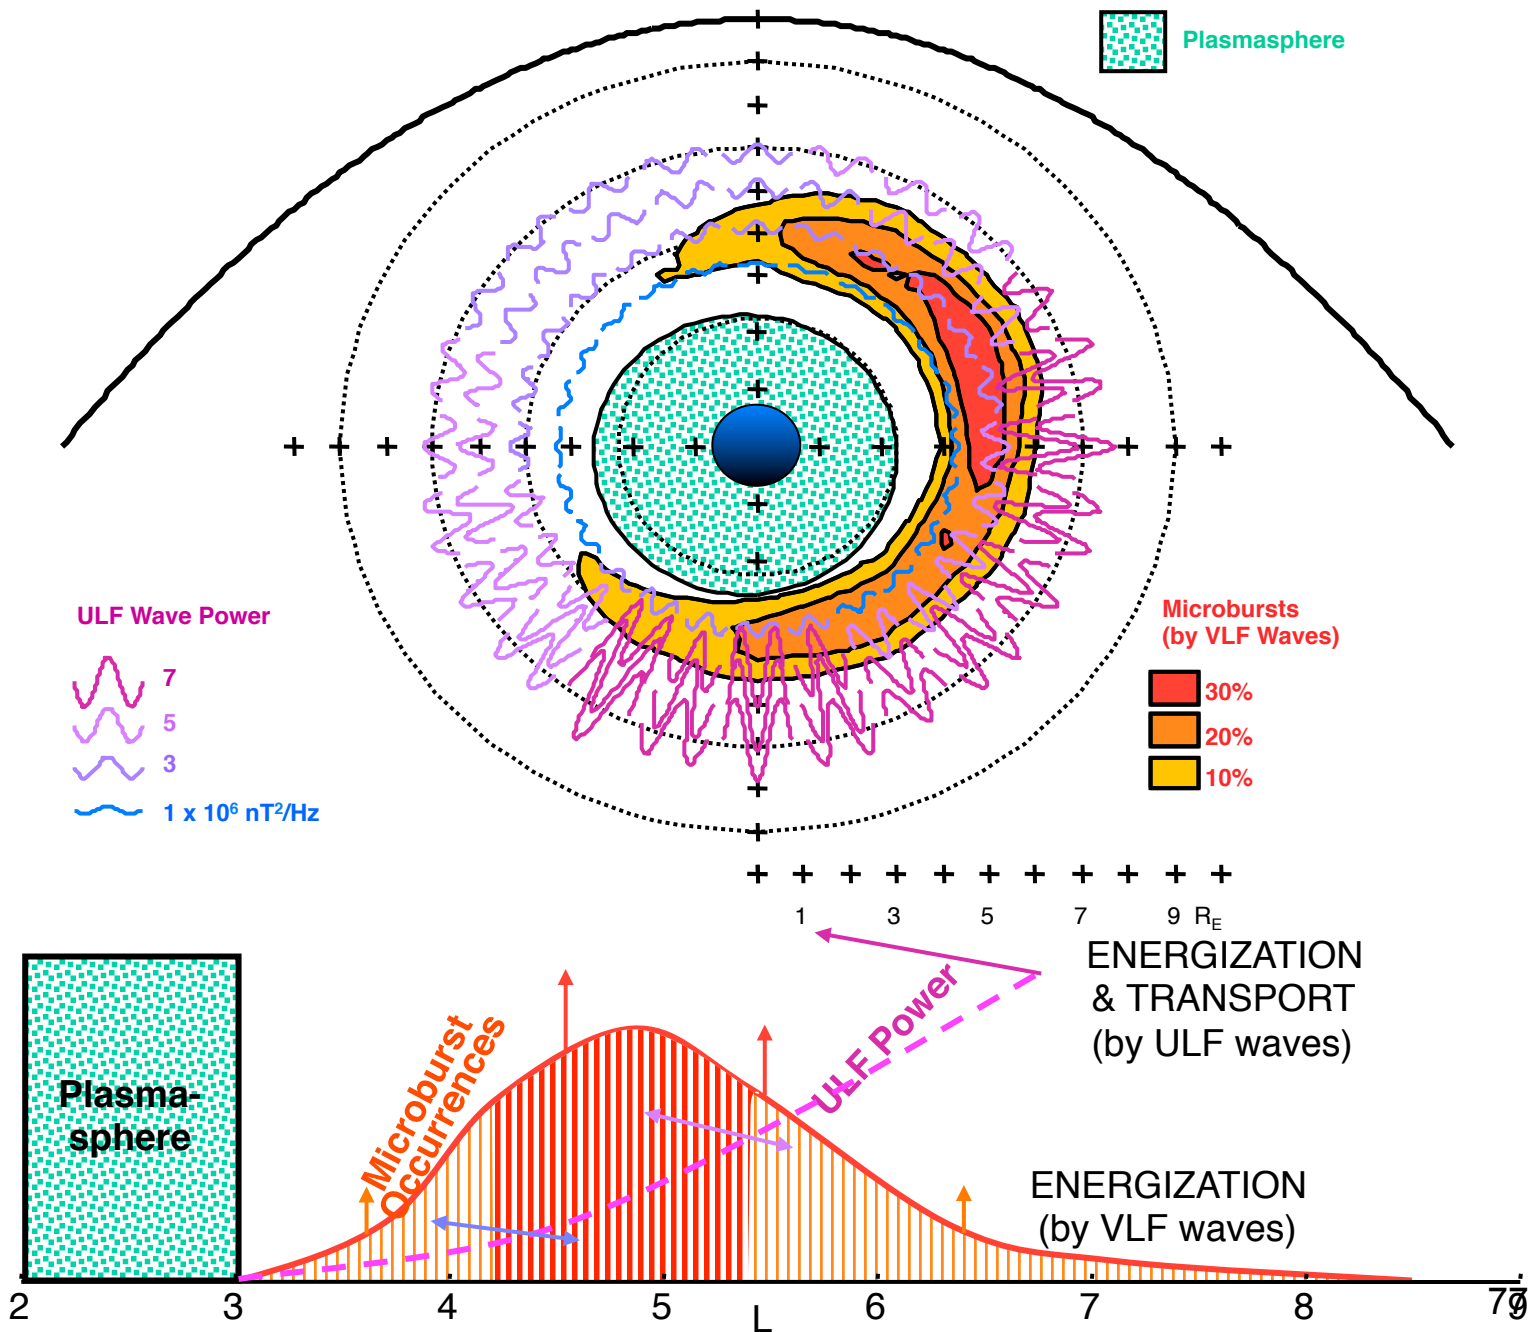 Plasmasphere
ULF Wave Power
7
5
3
1 x 10⁶ nT²/Hz
Microbursts
(by VLF Waves)
30%
20%
10%
1 3 5 7 9 R_E
ENERGIZATION
& TRANSPORT
(by ULF waves)
Microburst
Occurrences
ULF Power
Plasma-
sphere
ENERGIZATION
(by VLF waves)
2 3 4 5 6 7 8
L